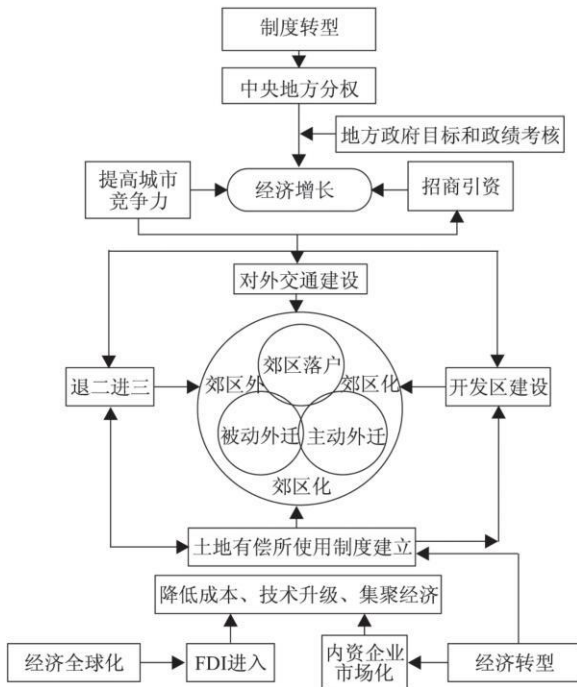 制度转型
中央地方分权
地方政府目标和政绩考核
提高城市
竞争力
经济增长
招商引资
对外交通建设
退二进三
郊区外
郊区落户
郊区化
开发区建设
被动外迁
主动外迁
郊区化
土地有偿所使用制度建立
降低成本、技术升级、集聚经济
经济全球化
FDI进入
内资企业
市场化
经济转型